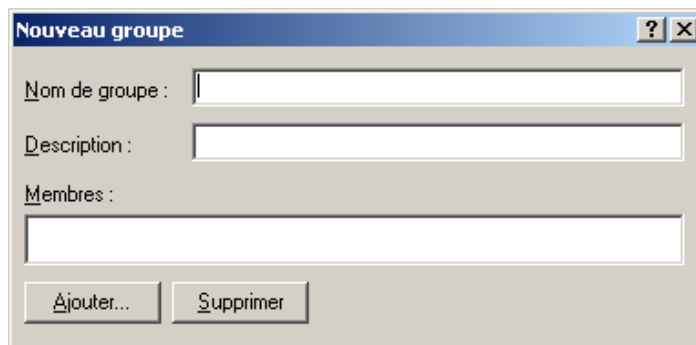 Nouveau groupe
Nom de groupe :
Description :
Membres :
Ajouter... Supprimer